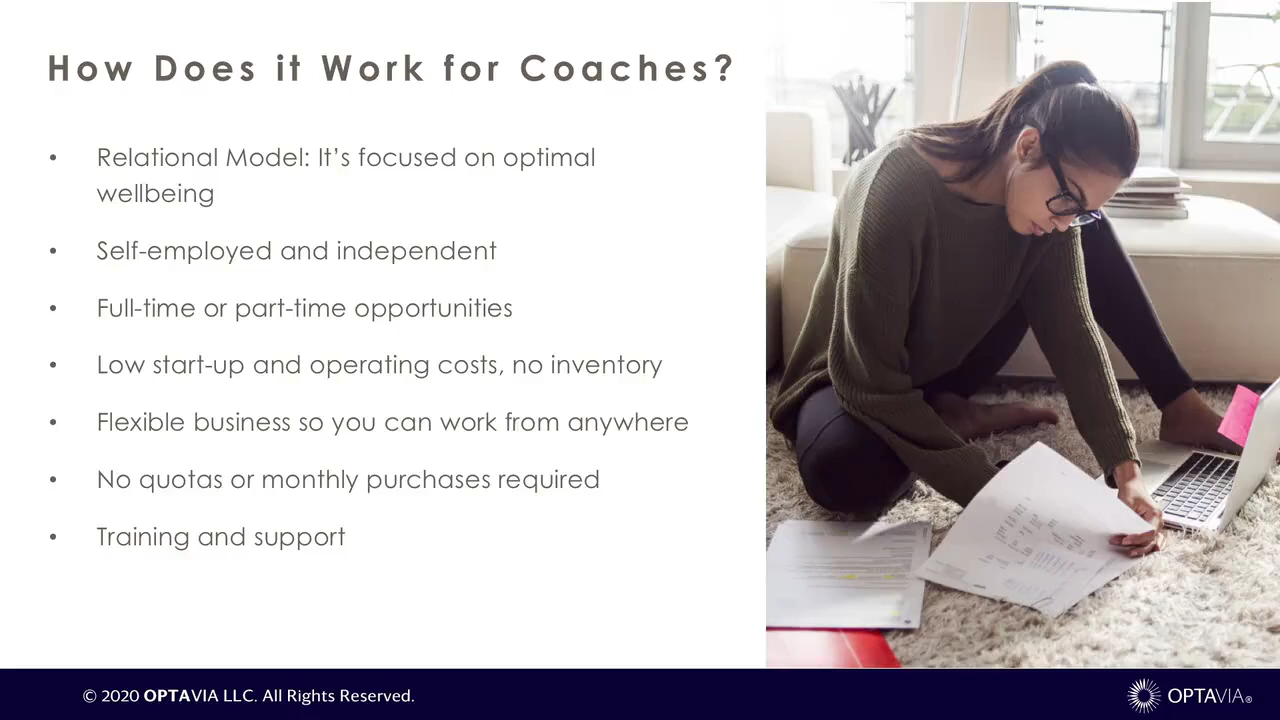 How Does it Work for Coaches?
• Relational Model: It’s focused on optimal
wellbeing
• Self-employed and independent
• Full-time or part-time opportunities
• Low start-up and operating costs, no inventory
• Flexible business so you can work from anywhere
• No quotas or monthly purchases required
• Training and support
© 2020 OPTAVIA LLC. All Rights Reserved.
OPTAVIA®